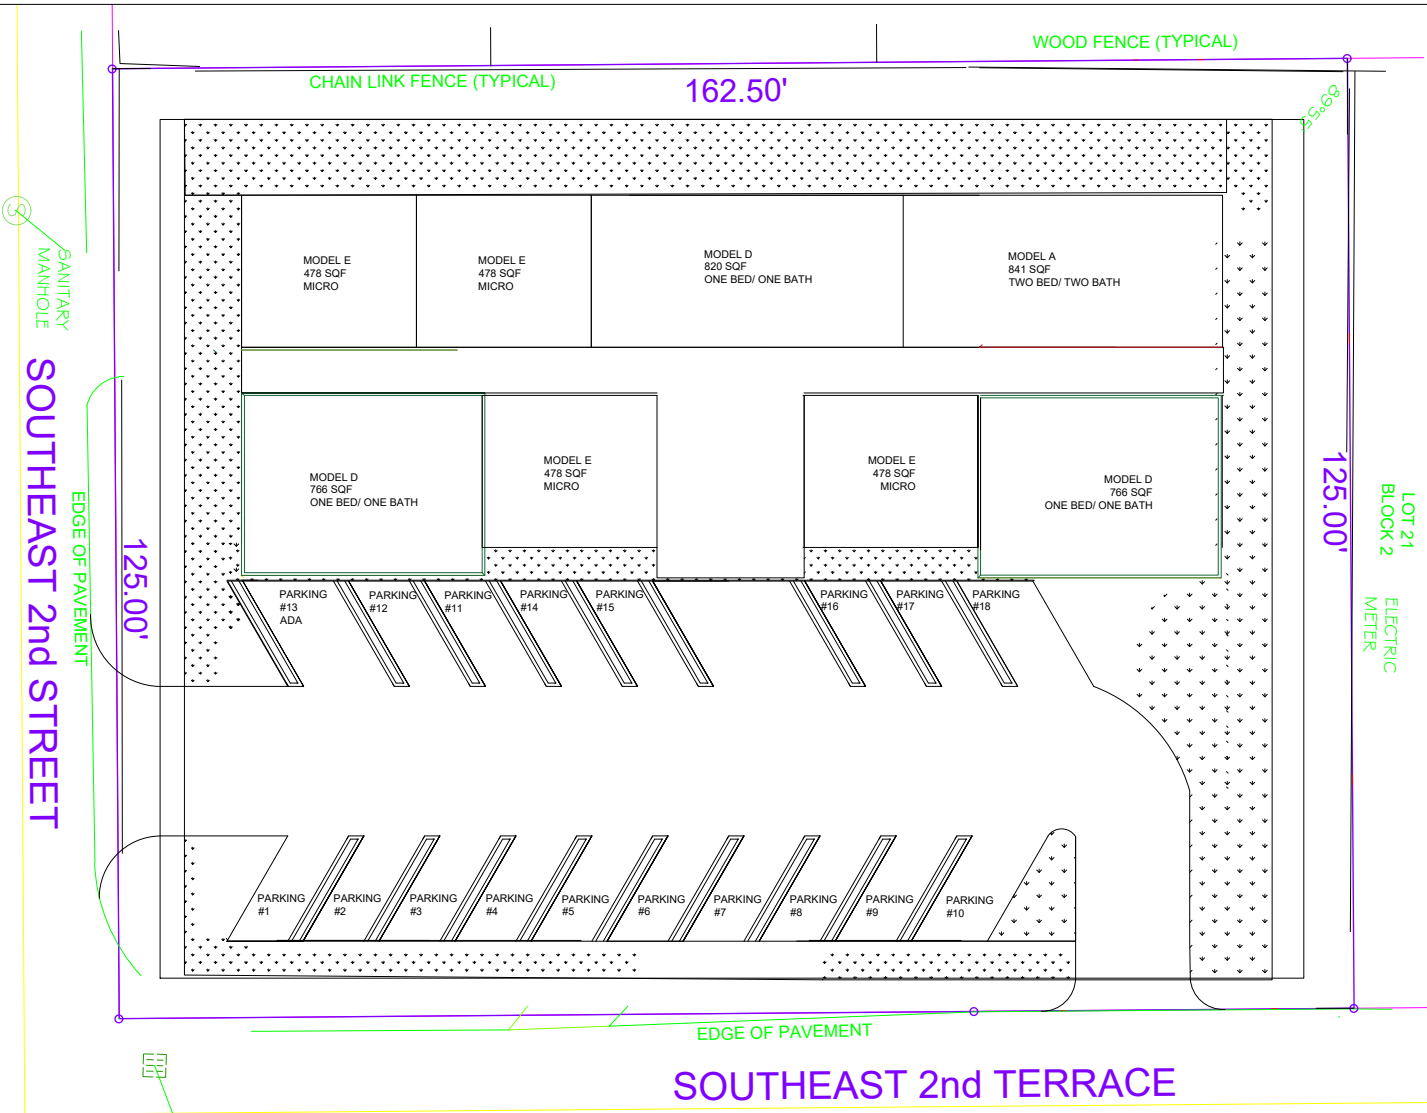 WOOD FENCE (TYPICAL)
CHAIN LINK FENCE (TYPICAL)
162.50'
89°55'
S
SANITARY
MANHOLE
MODEL E
478 SQF
MICRO
MODEL E
478 SQF
MICRO
MODEL D
820 SQF
ONE BED/ ONE BATH
MODEL A
841 SQF
TWO BED/ TWO BATH
SOUTHEAST 2nd STREET
EDGE OF PAVEMENT
125.00'
MODEL D
766 SQF
ONE BED/ ONE BATH
MODEL E
478 SQF
MICRO
MODEL E
478 SQF
MICRO
MODEL D
766 SQF
ONE BED/ ONE BATH
125.00'
LOT 21
BLOCK 2
ELECTRIC
METER
PARKING
#13
ADA
PARKING
#12
PARKING
#11
PARKING
#14
PARKING
#15
PARKING
#16
PARKING
#17
PARKING
#18
PARKING
#1
PARKING
#2
PARKING
#3
PARKING
#4
PARKING
#5
PARKING
#6
PARKING
#7
PARKING
#8
PARKING
#9
PARKING
#10
EDGE OF PAVEMENT
SOUTHEAST 2nd TERRACE